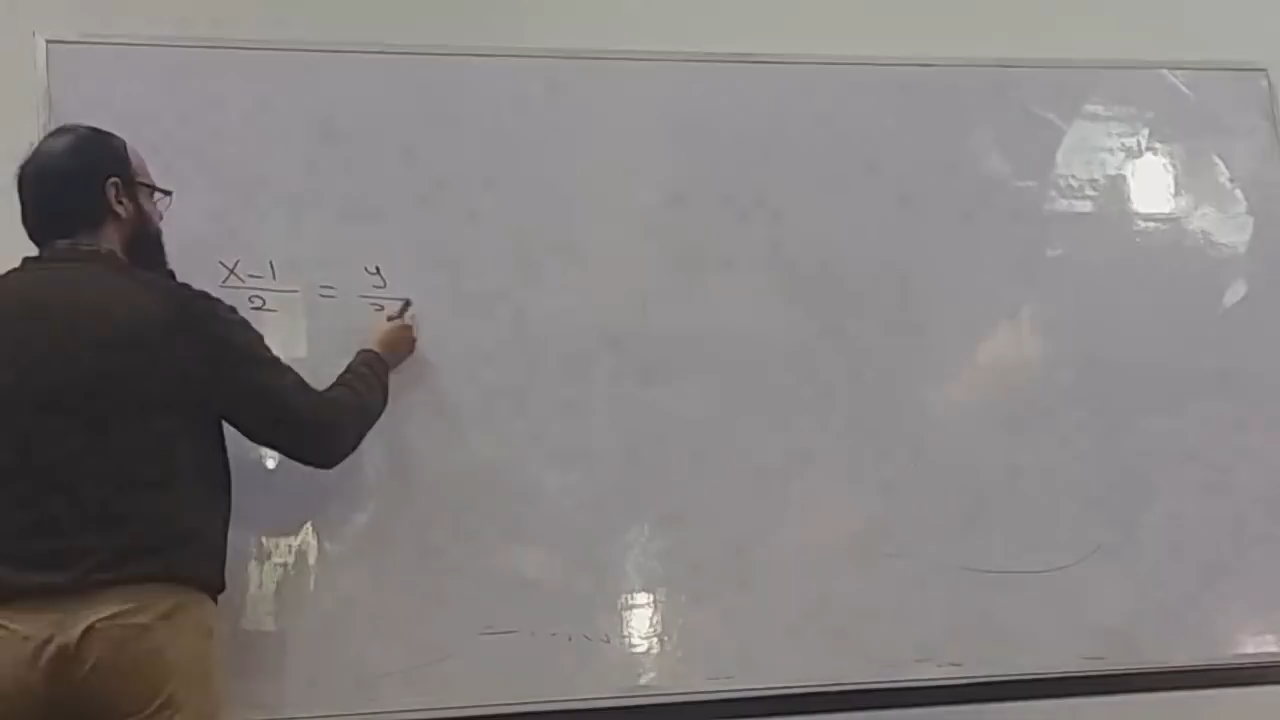 x-1/2 = y/